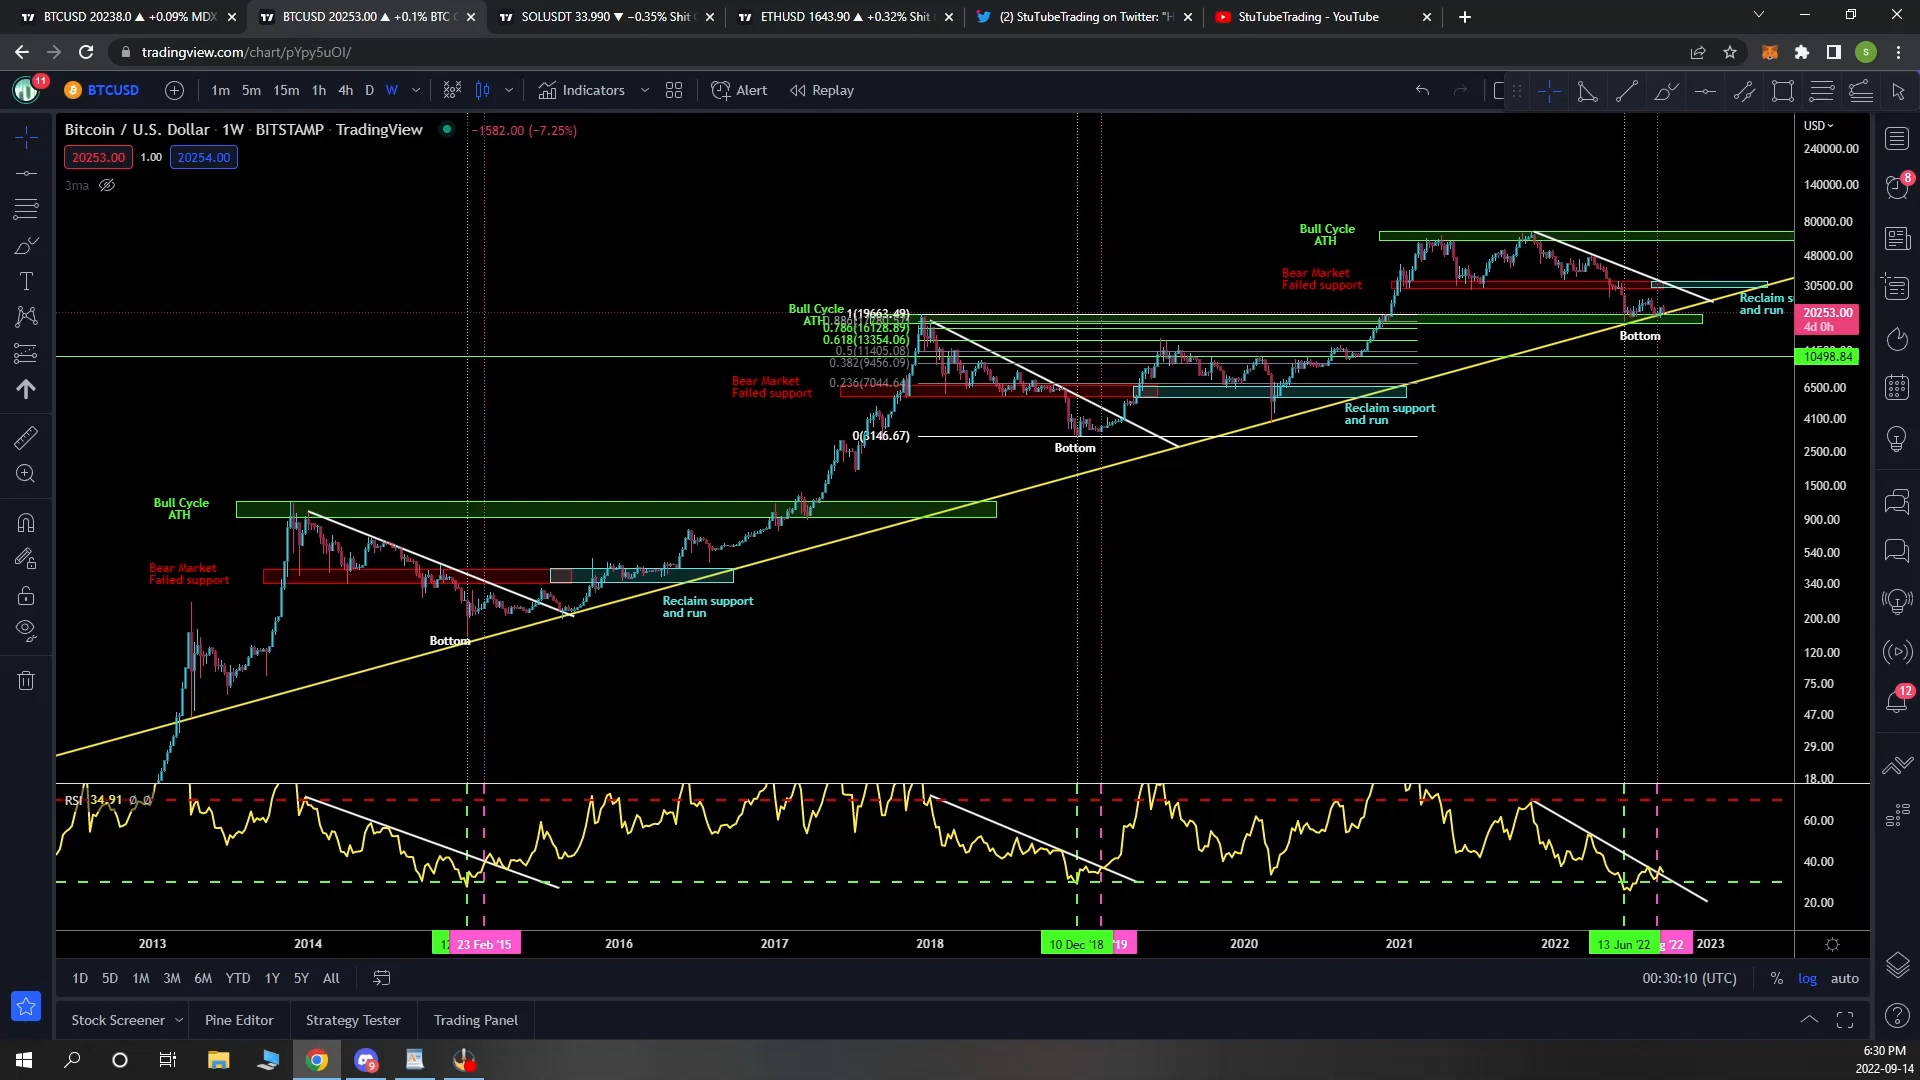 BTCUSD 20238.0 ▲ +0.09% MDX
BTCUSD 20253.00 ▲ +0.1% BTC
SOLUSDT 33.990 ▼ −0.35% Shit
ETHUSD 1643.90 ▲ +0.32% Shit
(2) StuTubeTrading on Twitter: "H
StuTubeTrading - YouTube
tradingview.com/chart/pYpy5uOI/
S
11
BTCUSD
1m 5m 15m 1h 4h D W
Indicators
Alert
Replay
Bitcoin / U.S. Dollar · 1W · BITSTAMP · TradingView
−1582.00 (−7.25%)
20253.00 1.00 20254.00
3ma
USD
240000.00
140000.00
80000.00
48000.00
30500.00
20253.00
4d 0h
10498.84
6500.00
4100.00
2500.00
1500.00
900.00
540.00
340.00
200.00
120.00
75.00
47.00
29.00
18.00
Bull Cycle
ATH
Bear Market
Failed support
Reclaim s
and run
Bottom
Bull Cycle
ATH
1(19663.49)
0.786(16128.89)
0.618(13354.06)
0.5(11405.08)
0.382(9456.09)
0.236(7044.64)
0(3146.67)
Bear Market
Failed support
Reclaim support
and run
Bottom
Bull Cycle
ATH
Bear Market
Failed support
Reclaim support
and run
Bottom
RSI 34.91 ∅ ∅
60.00
40.00
20.00
2013 2014 23 Feb '15 2016 2017 2018 10 Dec '18 '19 2020 2021 2022 13 Jun '22 g '22 2023
1D 5D 1M 3M 6M YTD 1Y 5Y All
00:30:10 (UTC) % log auto
Stock Screener Pine Editor Strategy Tester Trading Panel
8
12
9
6:30 PM
2022-09-14